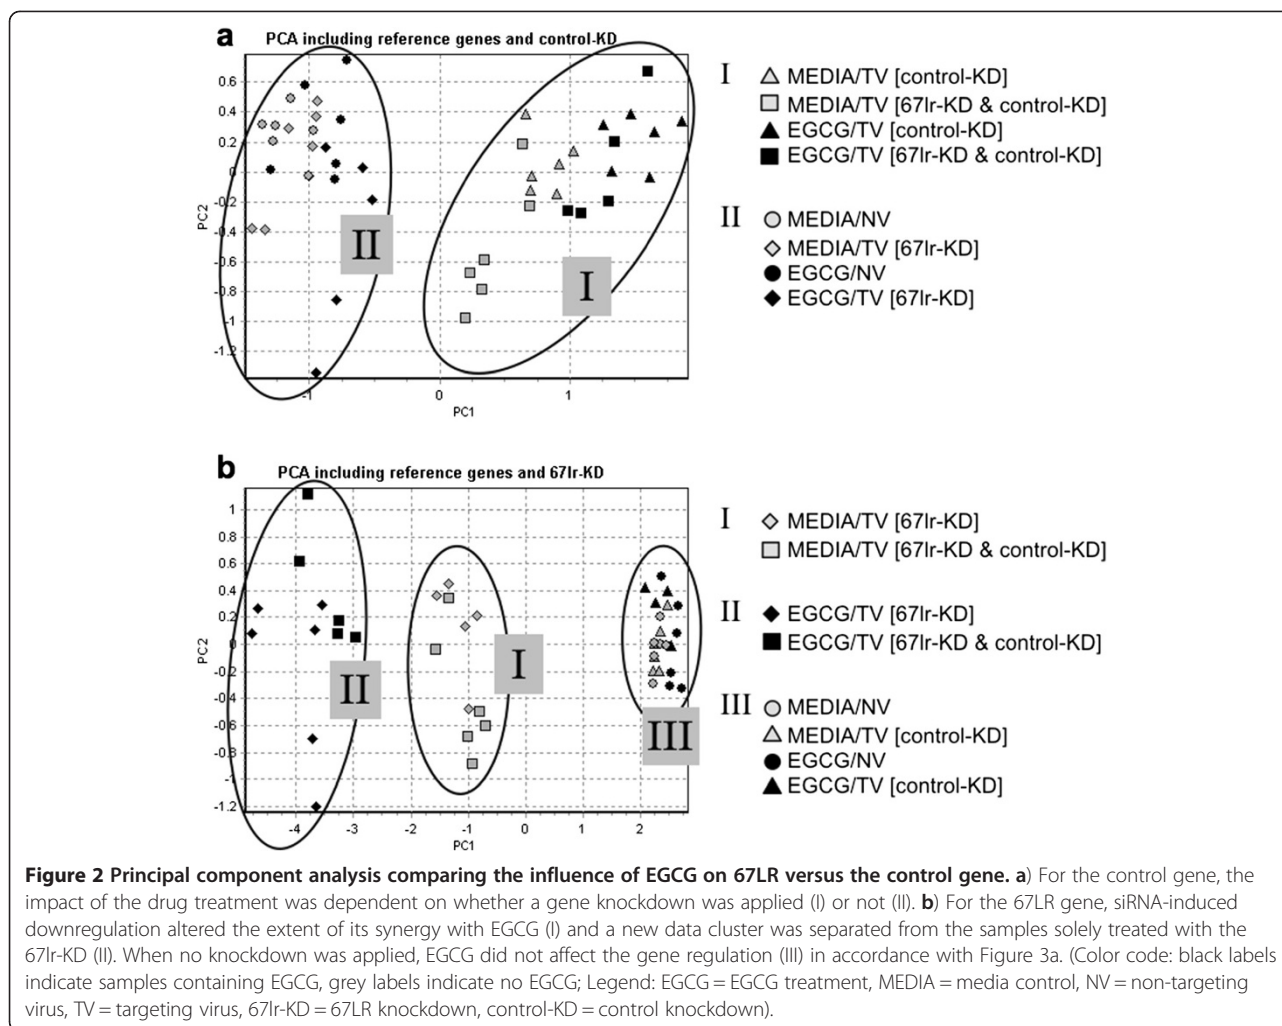 a
PCA including reference genes and control-KD
0.6
0.4
0.2
0
-0.2
-0.4
-0.6
-0.8
-1
-1.2
PC2
-1
0
1
PC1
II
I
I
MEDIA/TV [control-KD]
MEDIA/TV [67lr-KD & control-KD]
EGCG/TV [control-KD]
EGCG/TV [67lr-KD & control-KD]
II
MEDIA/NV
MEDIA/TV [67lr-KD]
EGCG/NV
EGCG/TV [67lr-KD]
b
PCA including reference genes and 67lr-KD
1
0.8
0.6
0.4
0.2
0
-0.2
-0.4
-0.6
-0.8
-1
-1.2
PC2
-4
-3
-2
-1
0
1
2
PC1
II
I
III
I
MEDIA/TV [67lr-KD]
MEDIA/TV [67lr-KD & control-KD]
II
EGCG/TV [67lr-KD]
EGCG/TV [67lr-KD & control-KD]
III
MEDIA/NV
MEDIA/TV [control-KD]
EGCG/NV
EGCG/TV [control-KD]
Figure 2 Principal component analysis comparing the influence of EGCG on 67LR versus the control gene. a) For the control gene, the
impact of the drug treatment was dependent on whether a gene knockdown was applied (I) or not (II). b) For the 67LR gene, siRNA-induced
downregulation altered the extent of its synergy with EGCG (I) and a new data cluster was separated from the samples solely treated with the
67lr-KD (II). When no knockdown was applied, EGCG did not affect the gene regulation (III) in accordance with Figure 3a. (Color code: black labels
indicate samples containing EGCG, grey labels indicate no EGCG; Legend: EGCG = EGCG treatment, MEDIA = media control, NV = non-targeting
virus, TV = targeting virus, 67lr-KD = 67LR knockdown, control-KD = control knockdown).